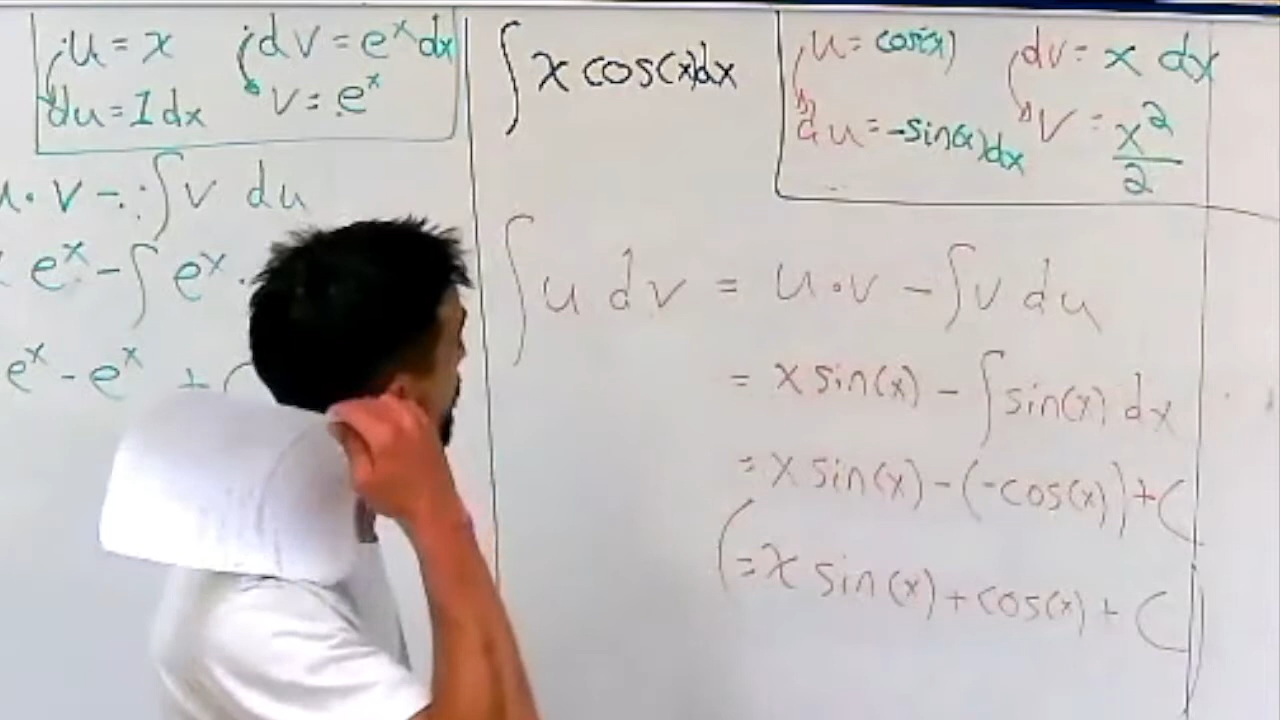 u = x dv = e^x dx
du = 1 dx v = e^x
u · v - ∫ v du
e^x - ∫ e^x ·
e^x - e^x + C
∫ x cos(x) dx
u = cos(x) dv = x dx
du = -sin(x) dx v = x^2/2
∫ u dv = u · v - ∫ v du
= x sin(x) - ∫ sin(x) dx
= x sin(x) - (-cos(x)) + C
= x sin(x) + cos(x) + C